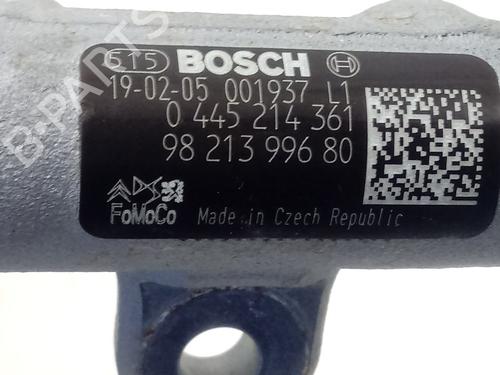 615 BOSCH
19-02-05 001937 L1
0 445 214 361
98 213 996 80
FoMoCo Made in Czech Republic
B-PARTS